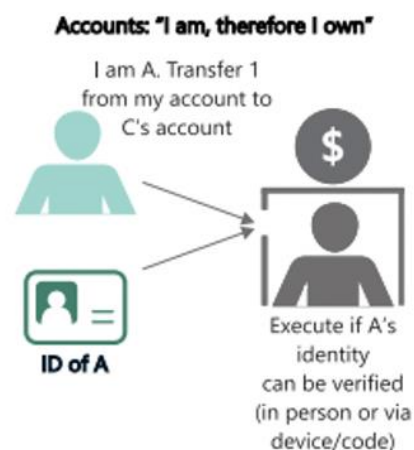 Accounts: "I am, therefore I own"
I am A. Transfer 1
from my account to
C's account
$
ID of A
Execute if A's
identity
can be verified
(in person or via
device/code)